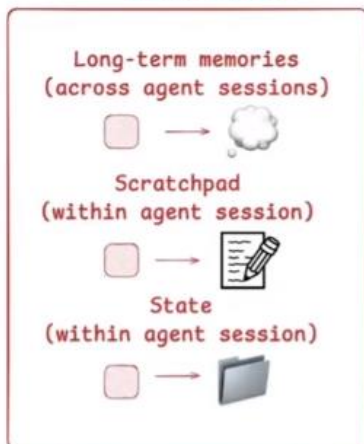 Long-term memories
(across agent sessions)
Scratchpad
(within agent session)
State
(within agent session)